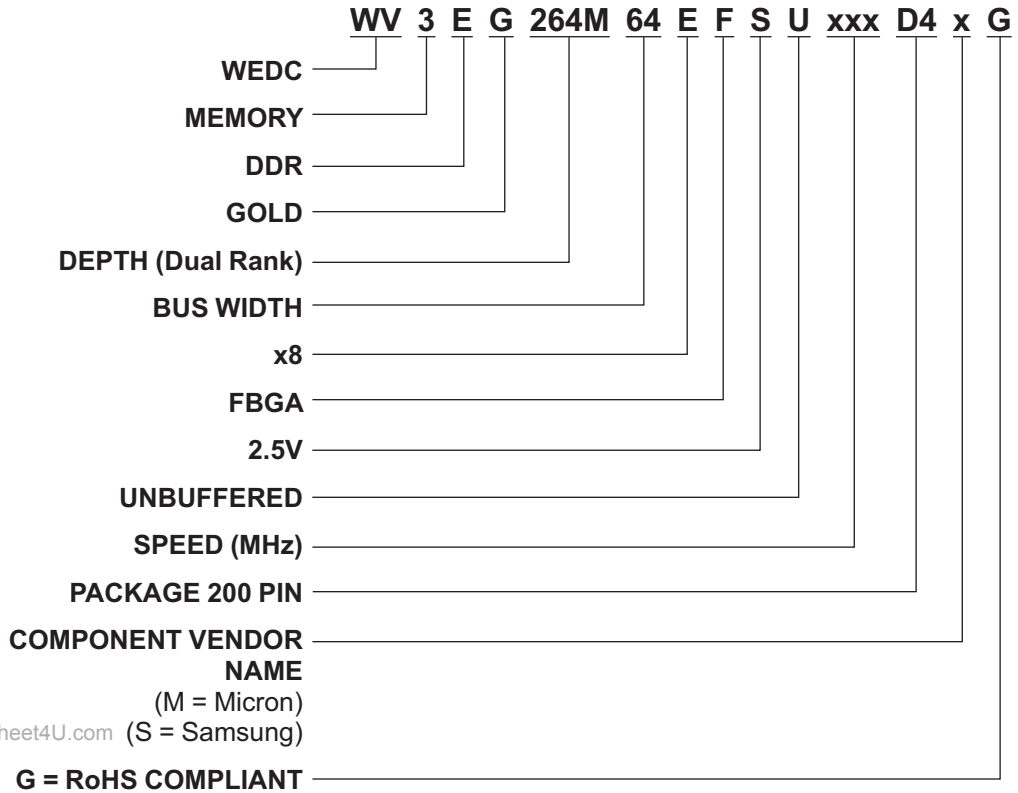 WV 3 E G 264M 64 E F S U xxx D4 x G
WEDC
MEMORY
DDR
GOLD
DEPTH (Dual Rank)
BUS WIDTH
x8
FBGA
2.5V
UNBUFFERED
SPEED (MHz)
PACKAGE 200 PIN
COMPONENT VENDOR
NAME
(M = Micron)
heet4U.com (S = Samsung)
G = RoHS COMPLIANT